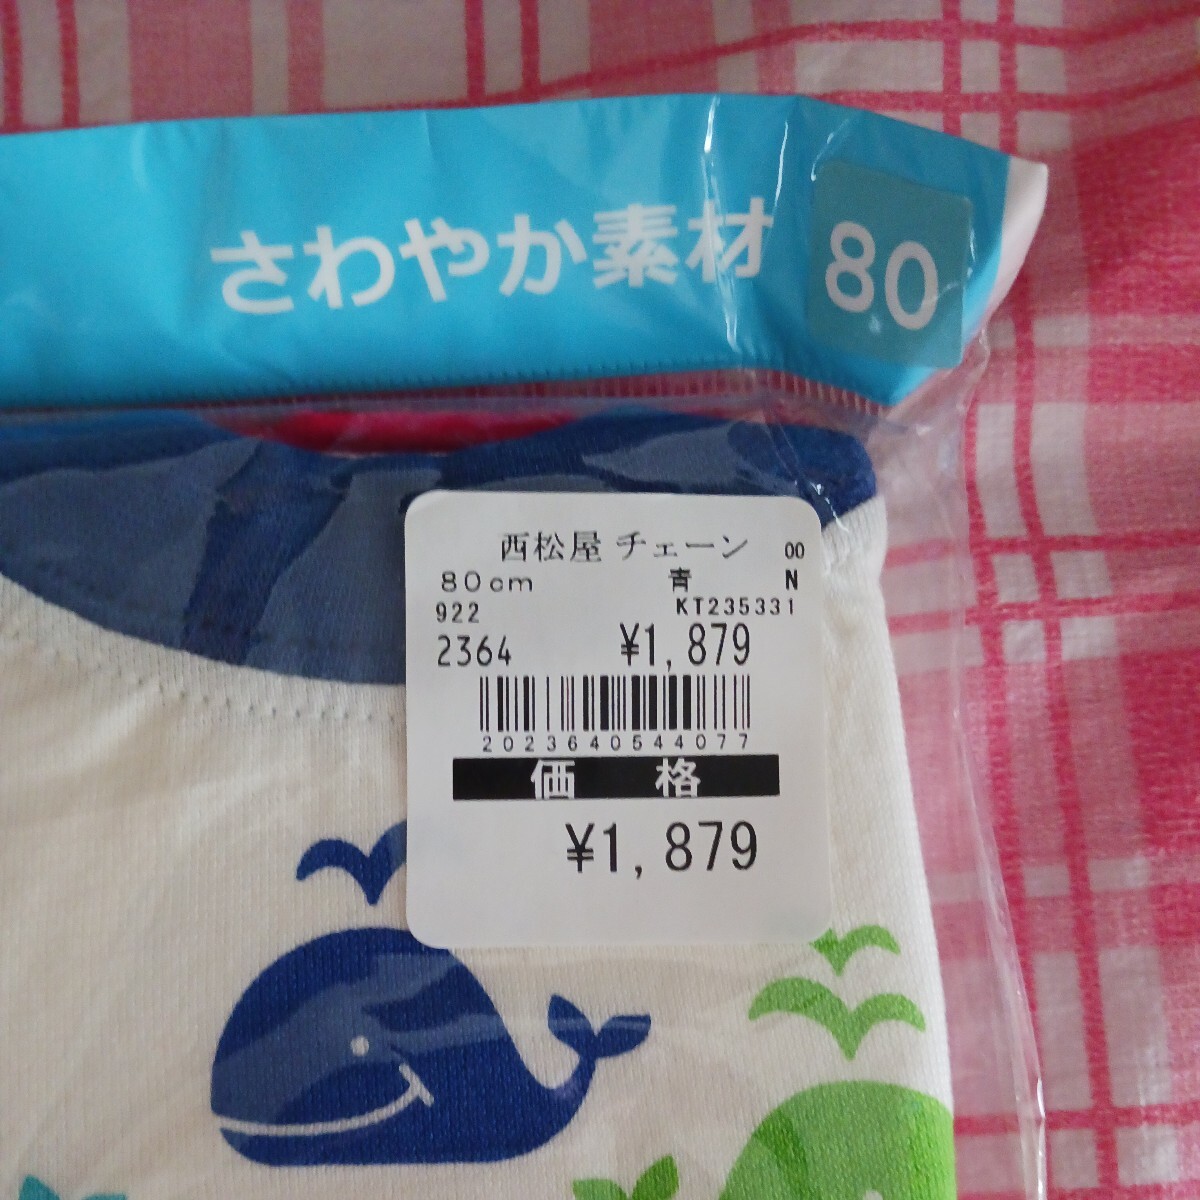 さわやか素材 80
西松屋 チェーン 00
80cm 青 N
922 KT235331
2364 ¥1,879
2023640544077
価格
¥1,879